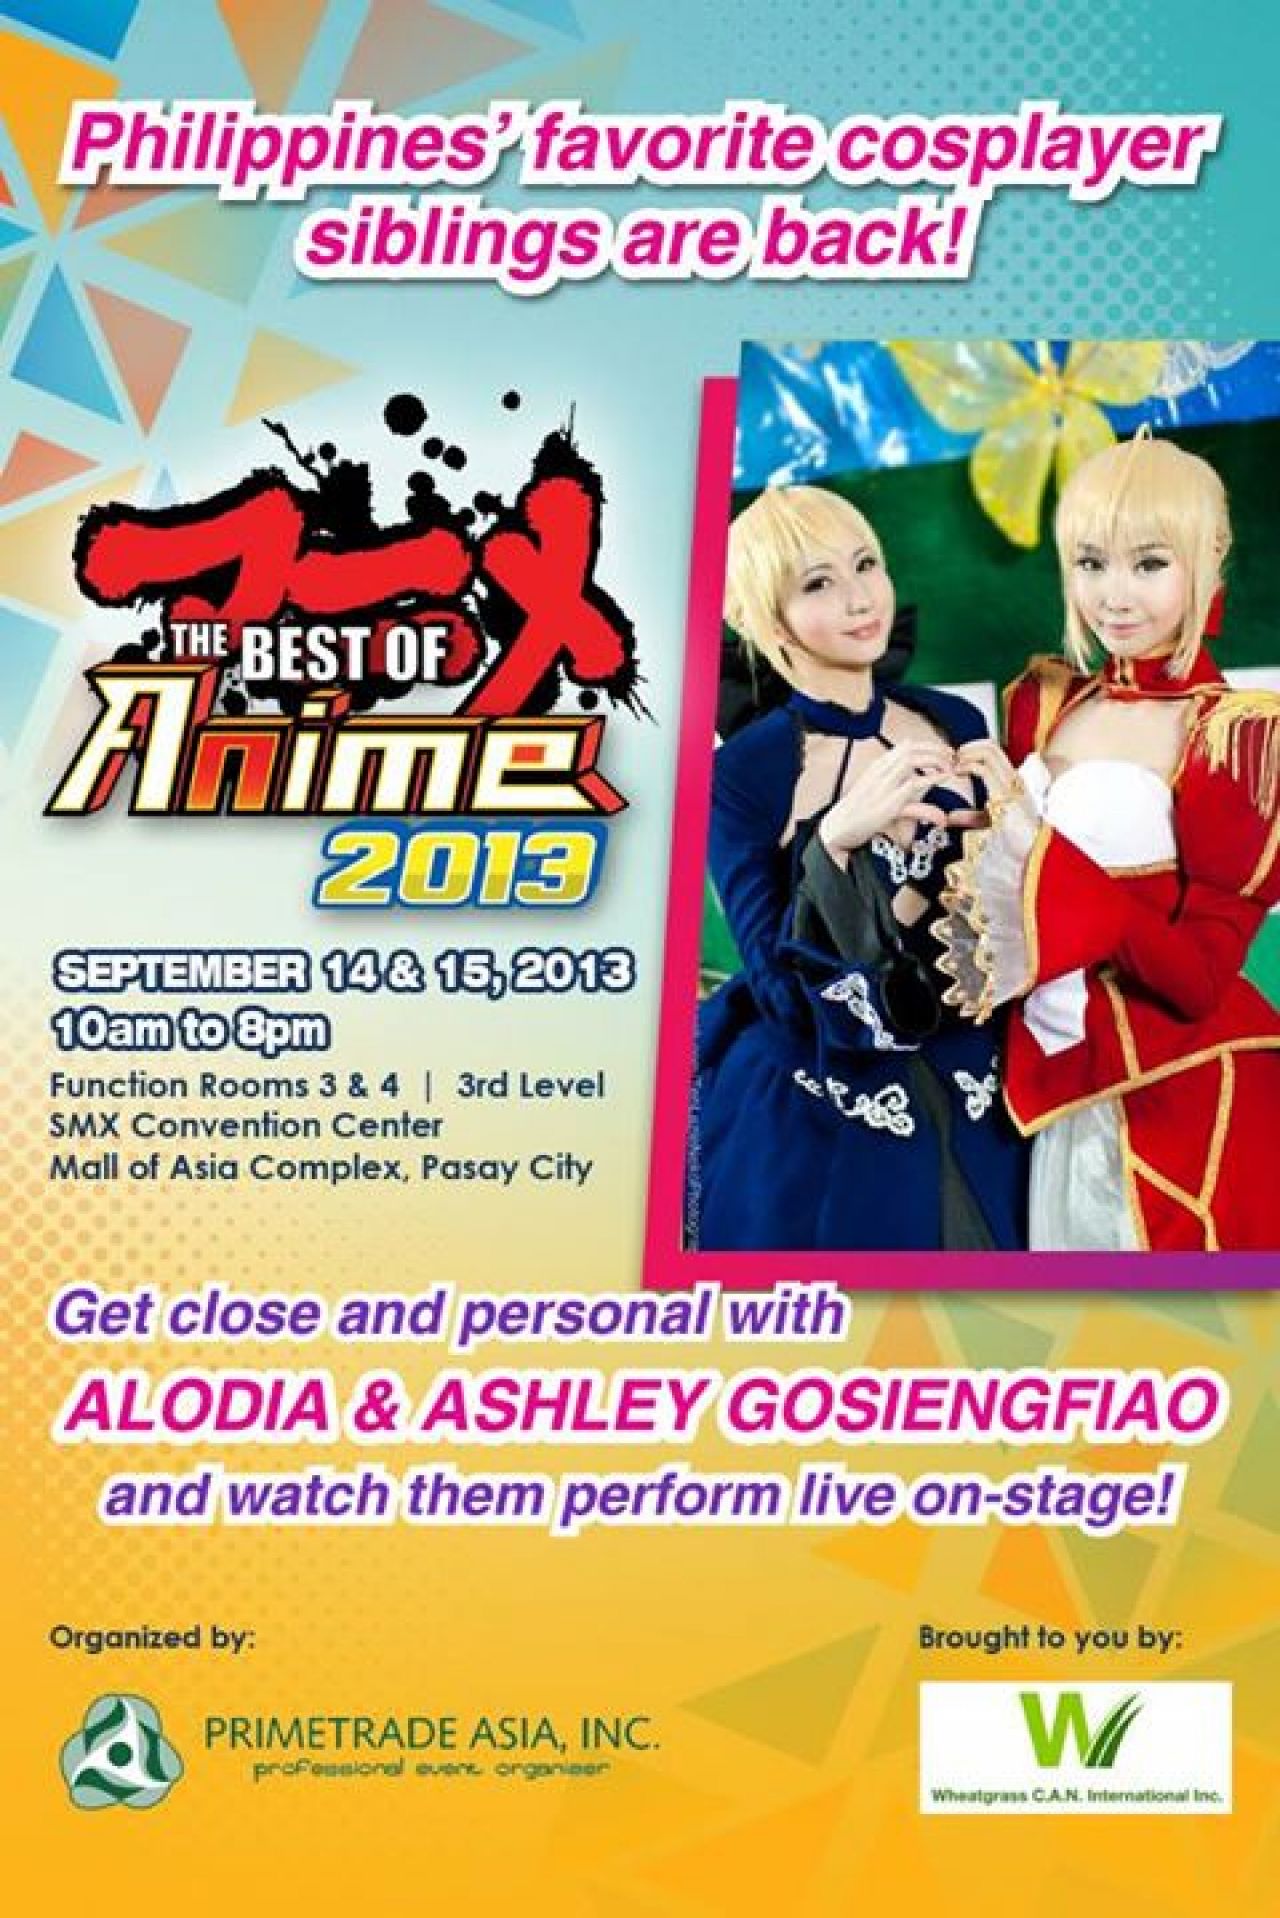 Philippines' favorite cosplayer
siblings are back!
アニメ
THE BEST OF
Anime
2013
SEPTEMBER 14 & 15, 2013
10am to 8pm
Function Rooms 3 & 4 | 3rd Level
SMX Convention Center
Mall of Asia Complex, Pasay City
Get close and personal with
ALODIA & ASHLEY GOSIENGFIAO
and watch them perform live on-stage!
Organized by:
PRIMETRADE ASIA, INC.
professional event organiser
Brought to you by:
W
Wheatgrass C.A.N. International Inc.